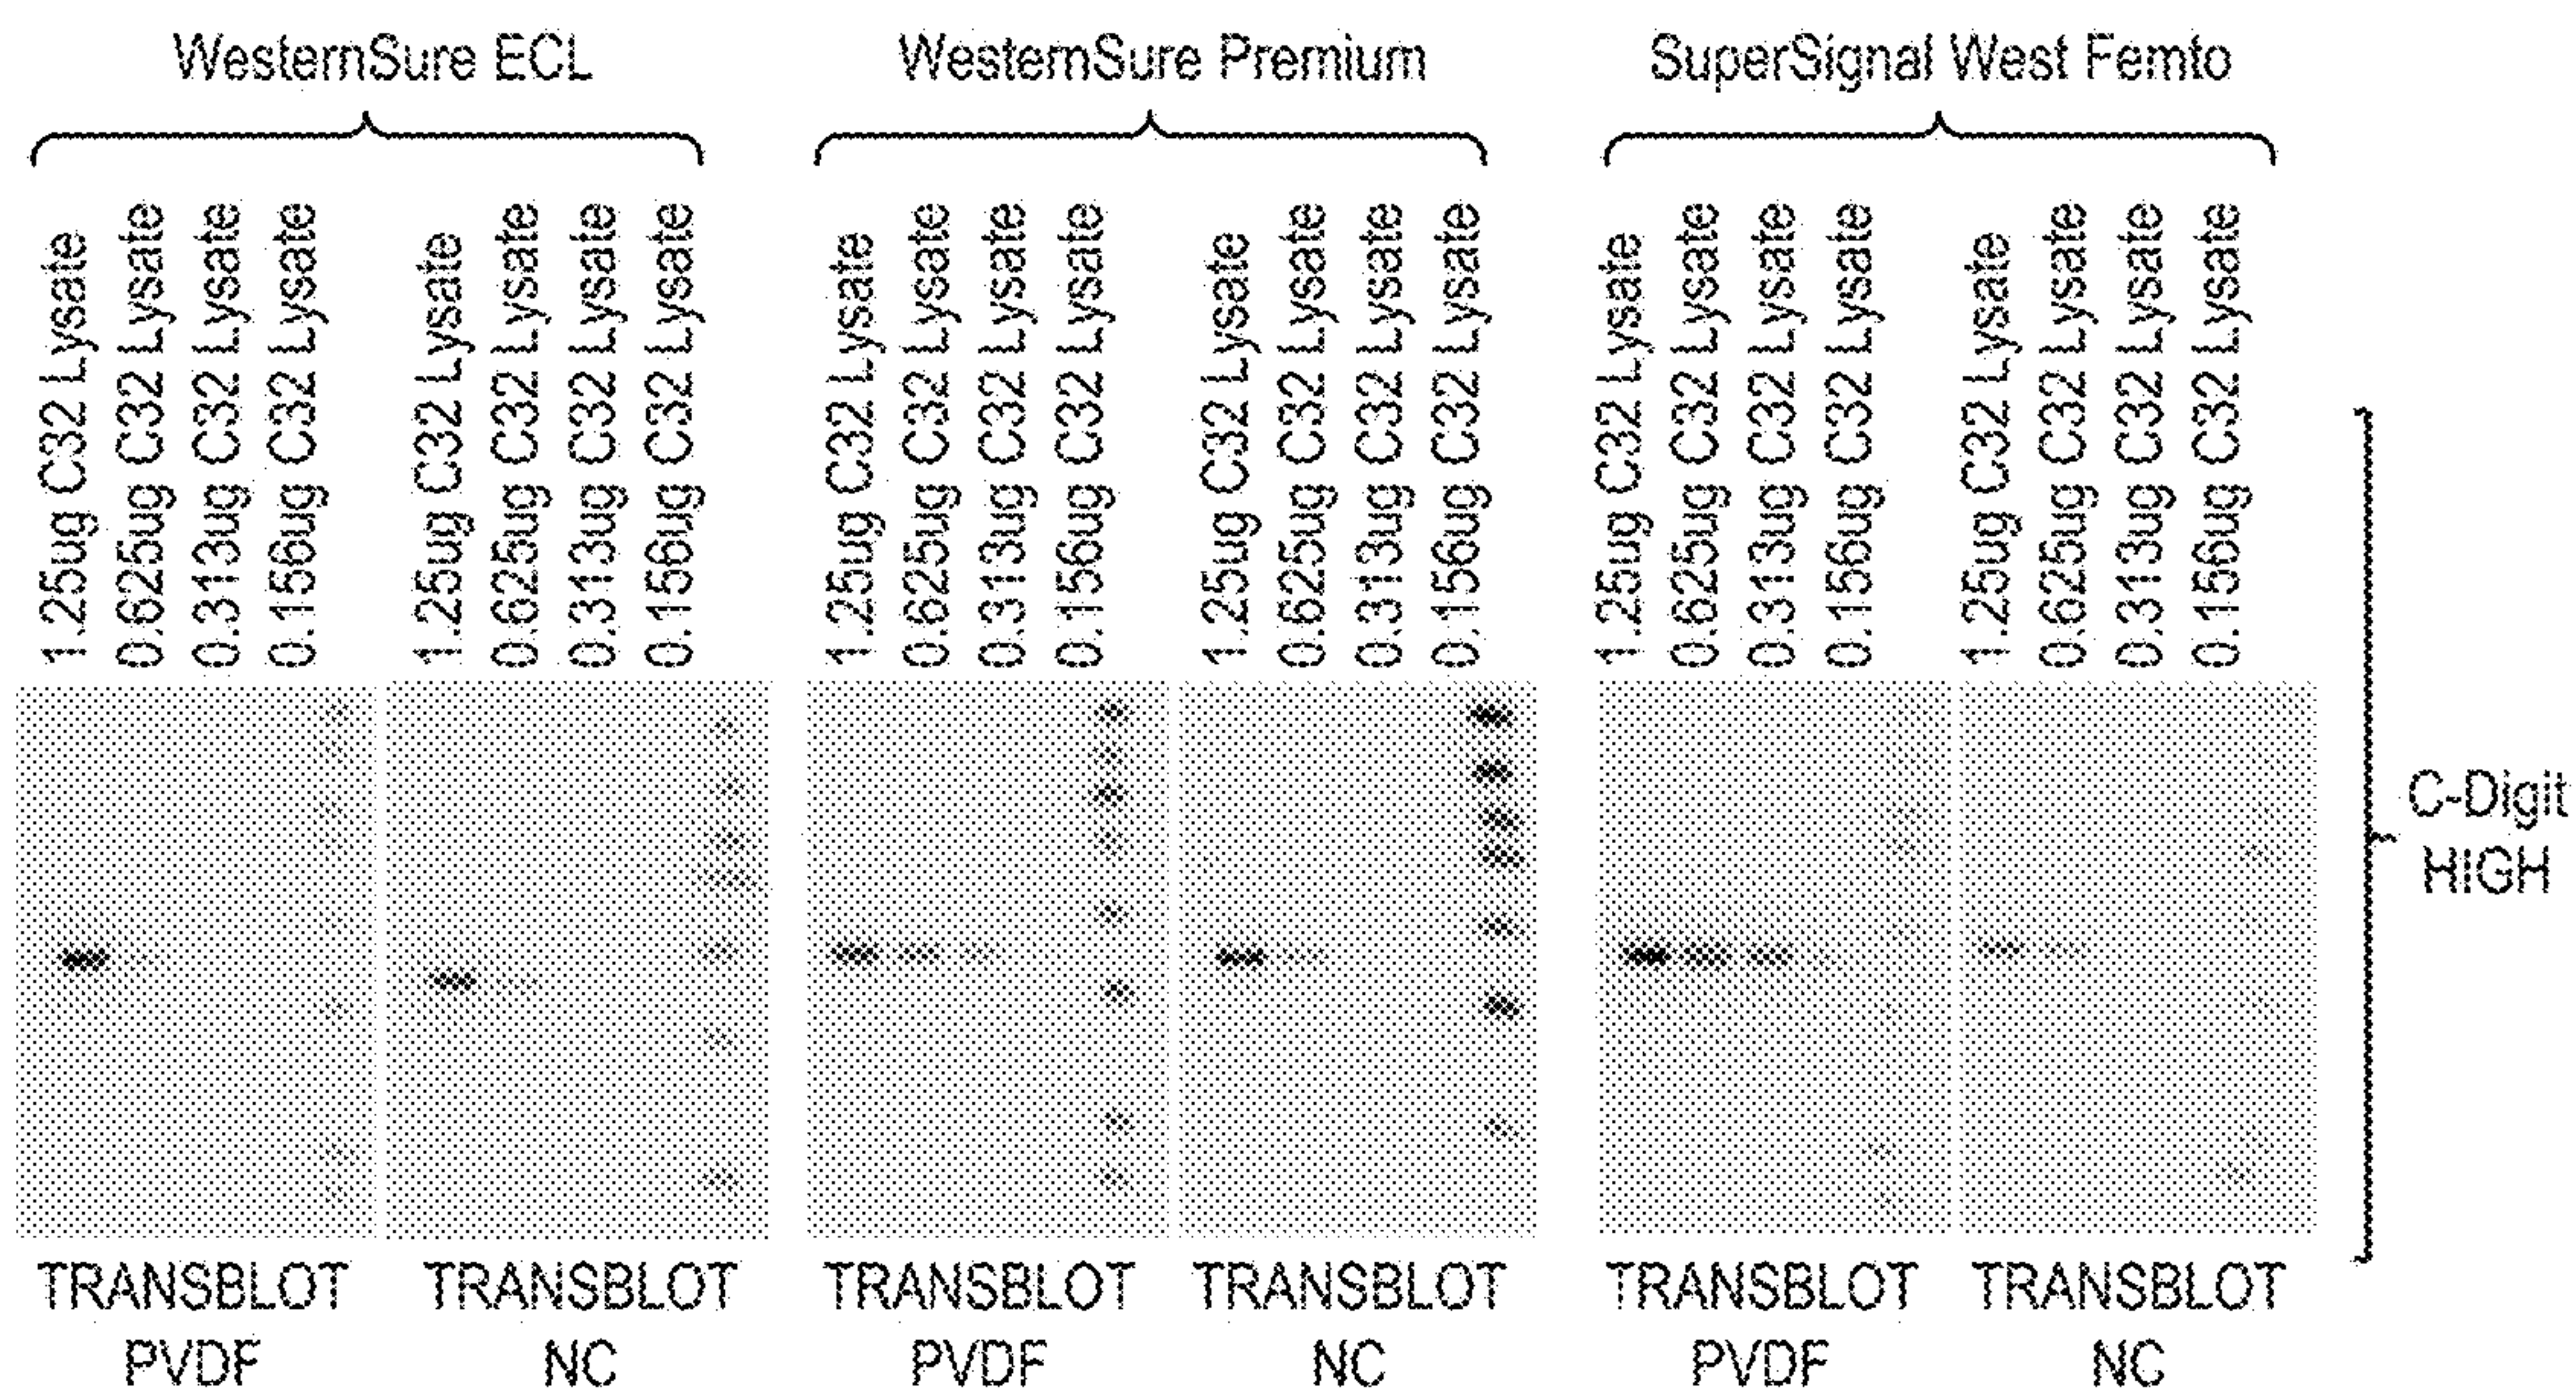 WesternSure ECL
WesternSure Premium
SuperSignal West Femto
1.25ug C32 Lysate
0.625ug C32 Lysate
0.313ug C32 Lysate
0.156ug C32 Lysate
1.25ug C32 Lysate
0.625ug C32 Lysate
0.313ug C32 Lysate
0.156ug C32 Lysate
1.25ug C32 Lysate
0.625ug C32 Lysate
0.313ug C32 Lysate
0.156ug C32 Lysate
1.25ug C32 Lysate
0.625ug C32 Lysate
0.313ug C32 Lysate
0.156ug C32 Lysate
1.25ug C32 Lysate
0.625ug C32 Lysate
0.313ug C32 Lysate
0.156ug C32 Lysate
1.25ug C32 Lysate
0.625ug C32 Lysate
0.313ug C32 Lysate
0.156ug C32 Lysate
C-Digit
HIGH
TRANSBLOT
PVDF
TRANSBLOT
NC
TRANSBLOT
PVDF
TRANSBLOT
NC
TRANSBLOT
PVDF
TRANSBLOT
NC